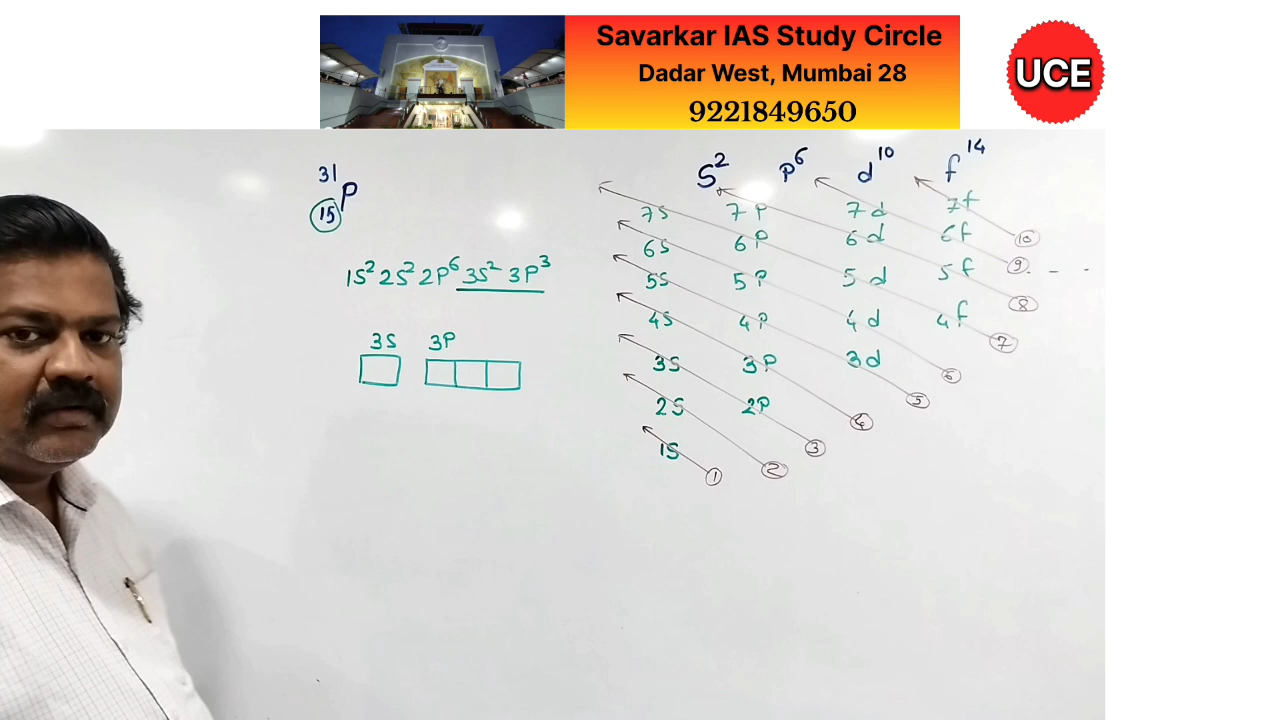 Savarkar IAS Study Circle
Dadar West, Mumbai 28
9221849650
UCE
31
15 P
1S² 2S² 2P⁶ 3S² 3P³
3S 3P
S² P⁶ d¹⁰ f¹⁴
7S 7P 7d 7f
6S 6P 6d 6f 10
5S 5P 5d 5f 9 - - -
4S 4P 4d 4f 8
3S 3P 3d 7
2S 2P 6
1S 5
4
3
2
1